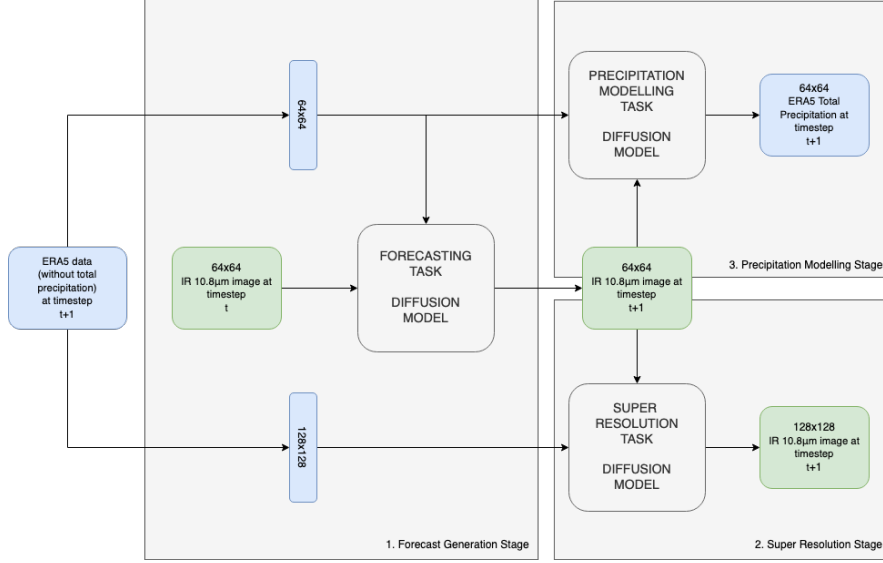 ERA5 data
(without total
precipitation)
at timestep
t+1
64x64
64x64
IR 10.8μm image at
timestep
t
FORECASTING
TASK
DIFFUSION
MODEL
128x128
1. Forecast Generation Stage
PRECIPITATION
MODELLING
TASK
DIFFUSION
MODEL
64x64
ERA5 Total
Precipitation at
timestep
t+1
3. Precipitation Modelling Stage
64x64
IR 10.8μm image at
timestep
t+1
SUPER
RESOLUTION
TASK
DIFFUSION
MODEL
128x128
IR 10.8μm image at
timestep
t+1
2. Super Resolution Stage